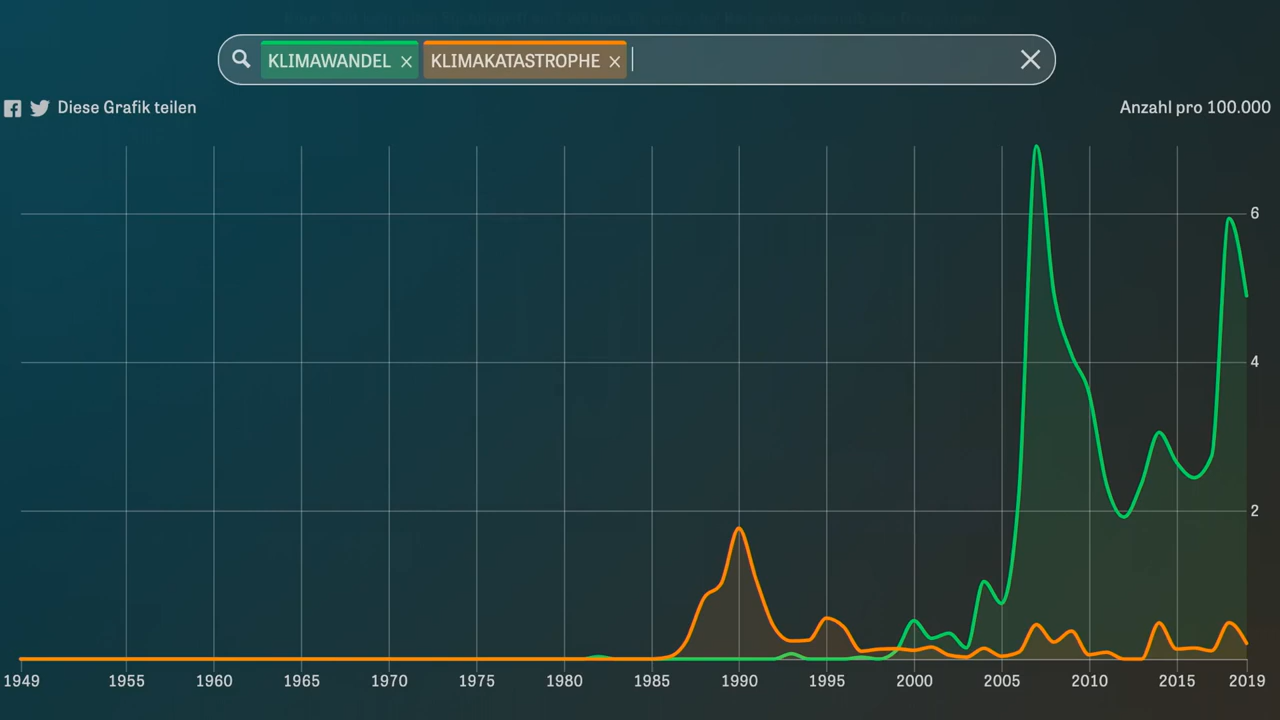 KLIMAWANDEL × KLIMAKATASTROPHE ×
Diese Grafik teilen
Anzahl pro 100.000
6
4
2
1949 1955 1960 1965 1970 1975 1980 1985 1990 1995 2000 2005 2010 2015 2019